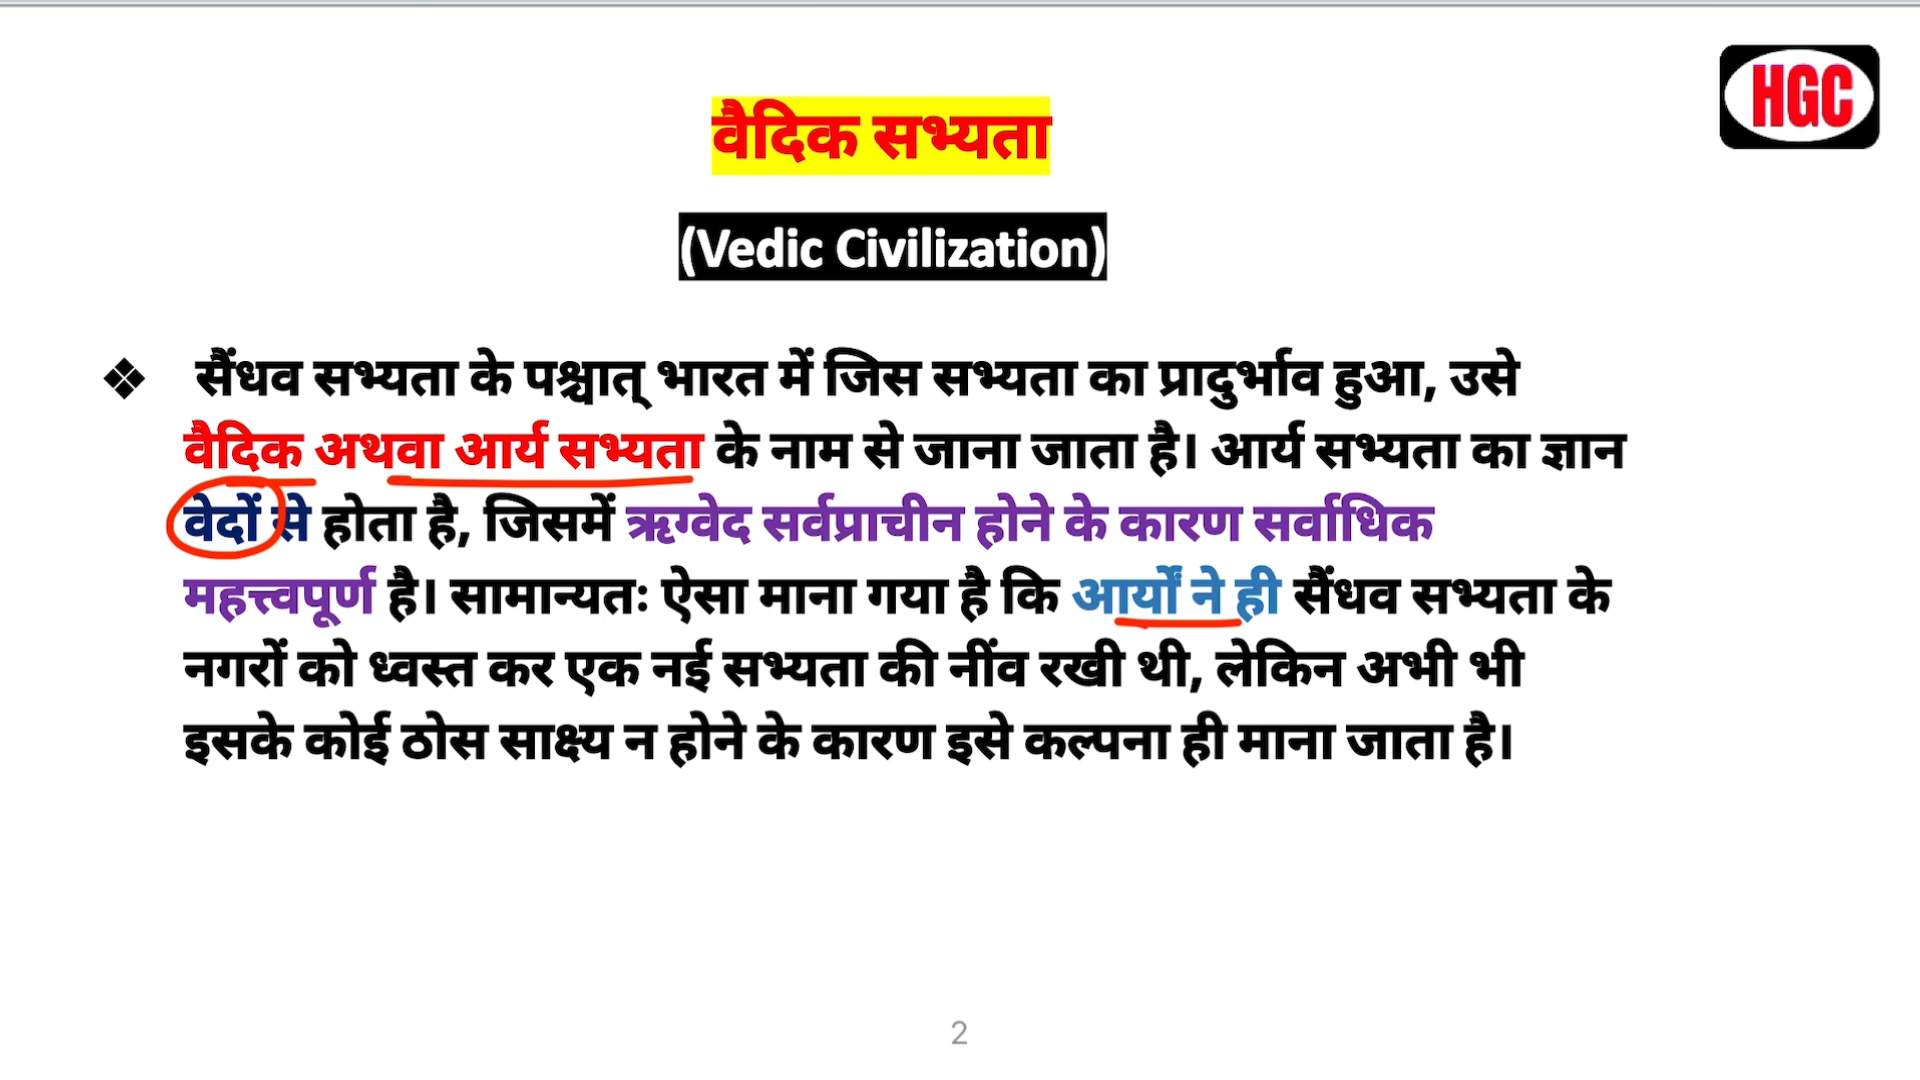 HGC
वैदिक सभ्यता
(Vedic Civilization)
❖ सैंधव सभ्यता के पश्चात् भारत में जिस सभ्यता का प्रादुर्भाव हुआ, उसे
वैदिक अथवा आर्य सभ्यता के नाम से जाना जाता है। आर्य सभ्यता का ज्ञान
वेदों से होता है, जिसमें ऋग्वेद सर्वप्राचीन होने के कारण सर्वाधिक
महत्त्वपूर्ण है। सामान्यतः ऐसा माना गया है कि आर्यों ने ही सैंधव सभ्यता के
नगरों को ध्वस्त कर एक नई सभ्यता की नींव रखी थी, लेकिन अभी भी
इसके कोई ठोस साक्ष्य न होने के कारण इसे कल्पना ही माना जाता है।
2